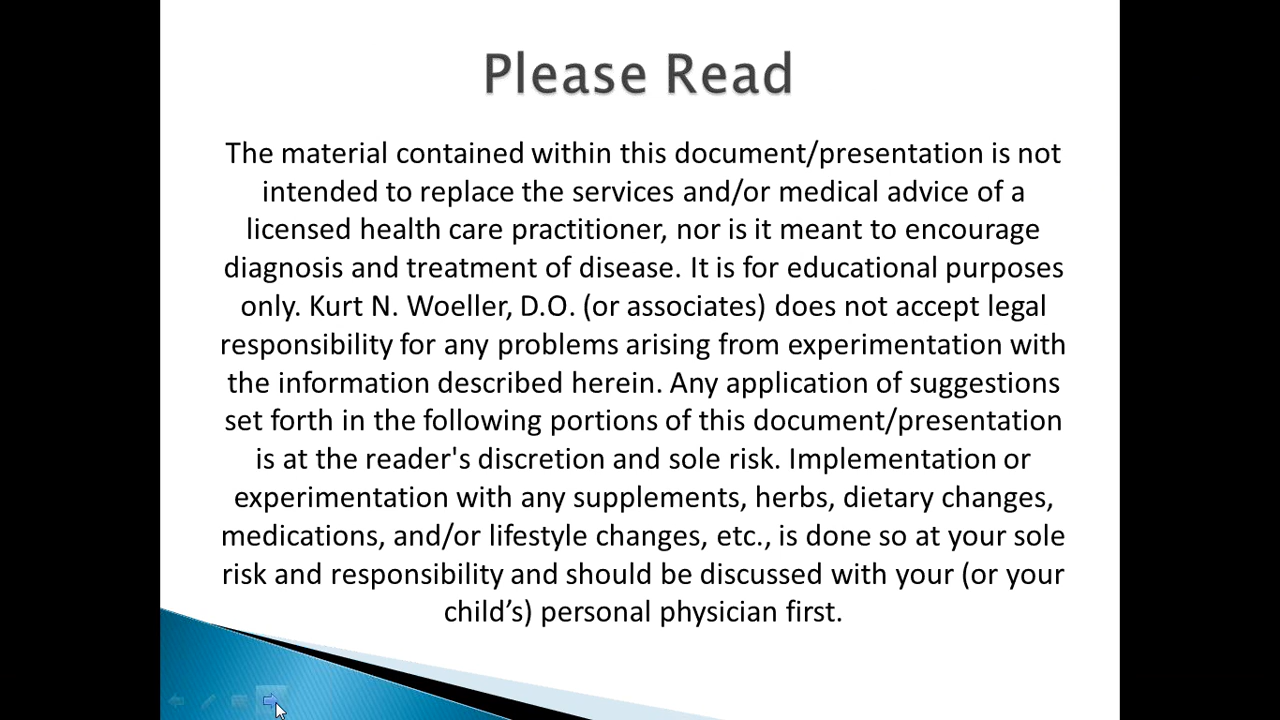 Please Read
The material contained within this document/presentation is not
intended to replace the services and/or medical advice of a
licensed health care practitioner, nor is it meant to encourage
diagnosis and treatment of disease. It is for educational purposes
only. Kurt N. Woeller, D.O. (or associates) does not accept legal
responsibility for any problems arising from experimentation with
the information described herein. Any application of suggestions
set forth in the following portions of this document/presentation
is at the reader's discretion and sole risk. Implementation or
experimentation with any supplements, herbs, dietary changes,
medications, and/or lifestyle changes, etc., is done so at your sole
risk and responsibility and should be discussed with your (or your
child’s) personal physician first.